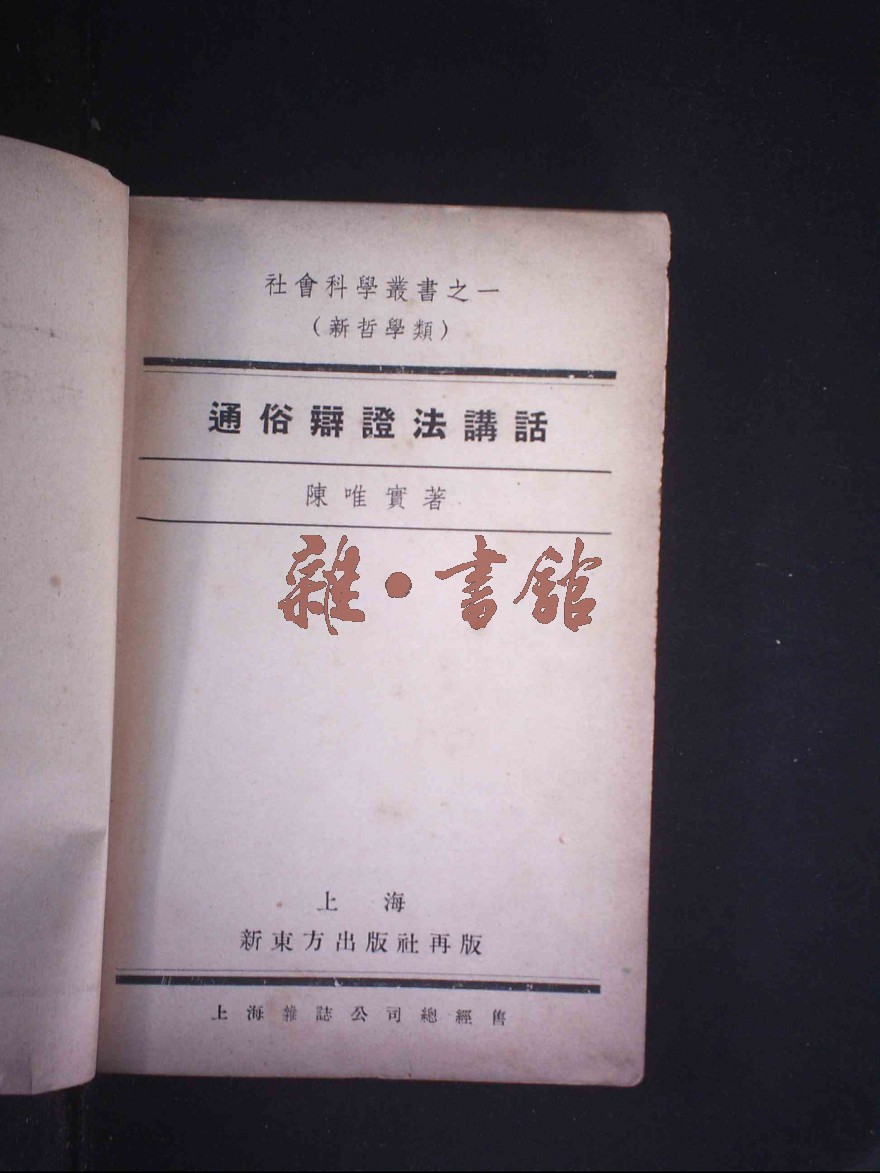 社會科學叢書之一
（新哲學類）
通俗辯證法講話
陳唯實著
雜·書館
上海
新東方出版社再版
上海雜誌公司總經售